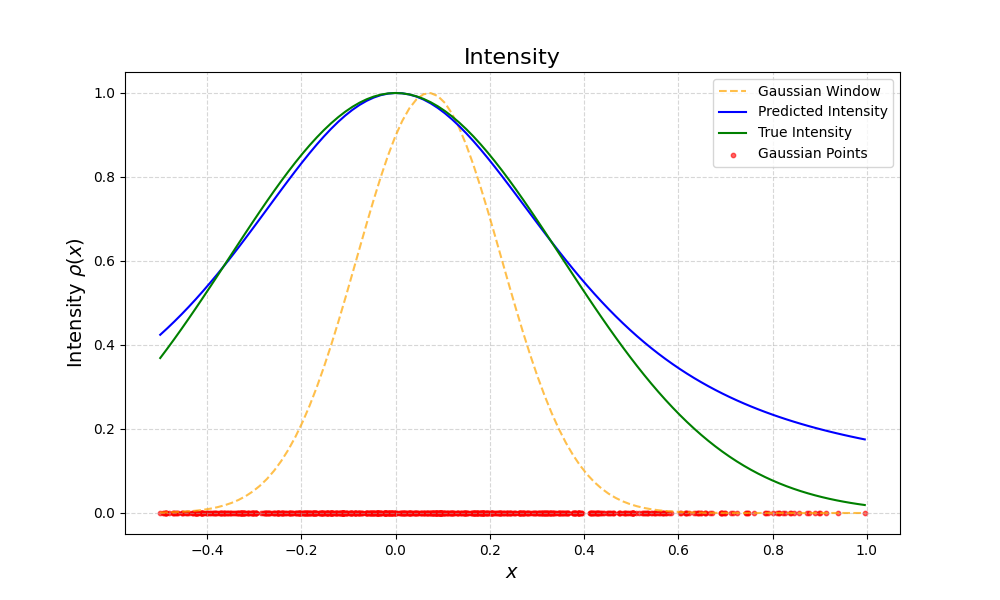 Intensity
Gaussian Window
Predicted Intensity
True Intensity
Gaussian Points
Intensity ρ(x)
1.0
0.8
0.6
0.4
0.2
0.0
−0.4 −0.2 0.0 0.2 0.4 0.6 0.8 1.0
x